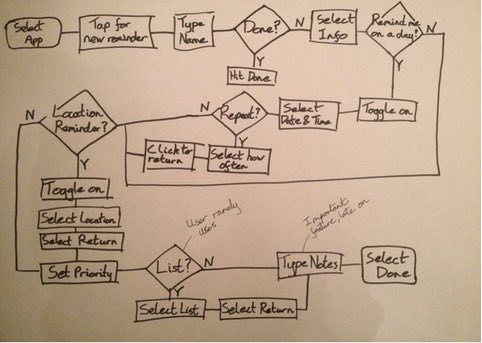 Select
App
Tap for
new reminder
Type
Name
Done?
N
Y
Hit Done
Select
Info
Remind me
on a day?
N
Y
Toggle on
Select
Date & Time
Repeat?
N
Y
Select how
often
Click to
return
Location
Reminder?
N
Y
Toggle on
Select Location
Select Return
Set Priority
List?
N
Y
User rarely
uses
Select List
Select Return
Type Notes
Important
feature, late on
Select
Done